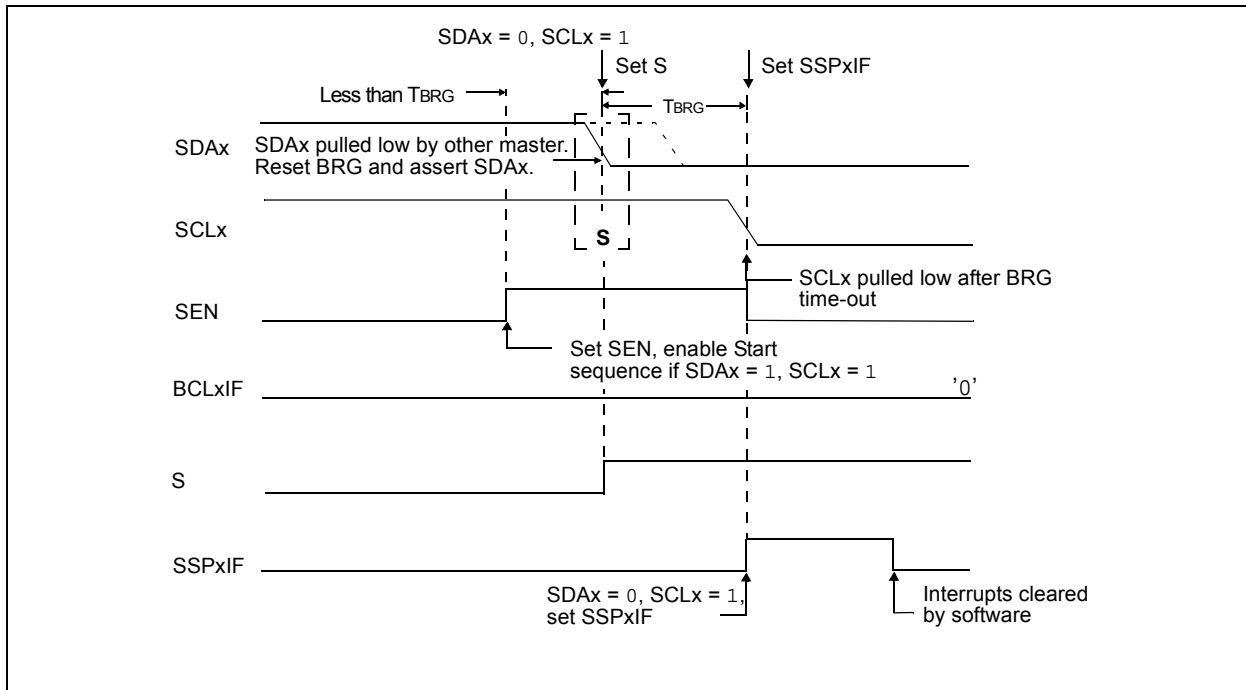 SDAx = 0, SCLx = 1
Set S
Set SSPxIF
Less than TBRG
TBRG
SDAx
SDAx pulled low by other master.
Reset BRG and assert SDAx.
SCLx
S
SCLx pulled low after BRG
time-out
SEN
Set SEN, enable Start
sequence if SDAx = 1, SCLx = 1
BCLxIF
'0'
S
SSPxIF
SDAx = 0, SCLx = 1,
set SSPxIF
Interrupts cleared
by software